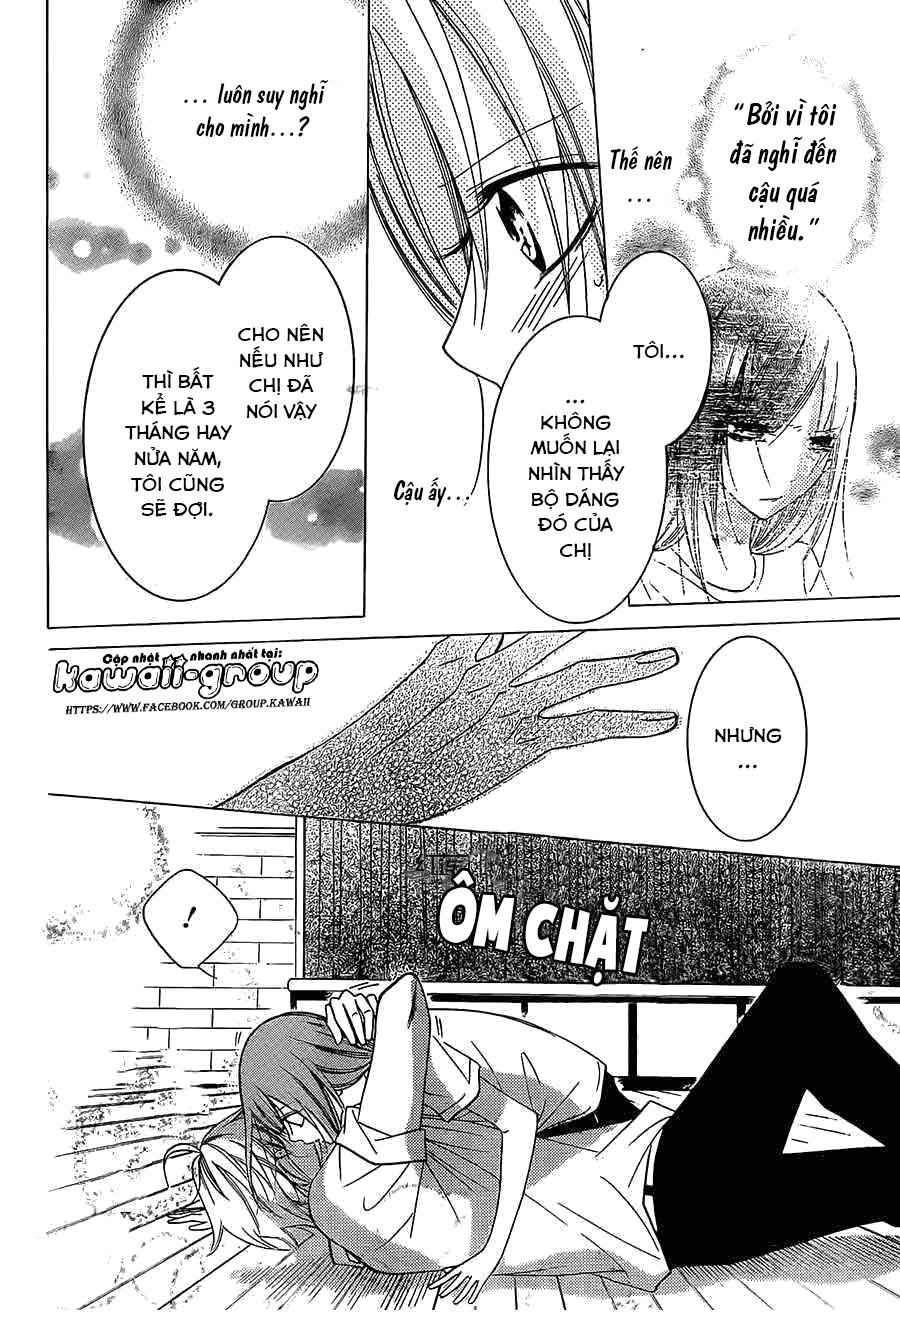 "Bởi vì tôi
đã nghĩ đến
cậu quá
nhiều."
Thế nên
...
TÔI...
...
KHÔNG
MUỐN LẠI
NHÌN THẤY
BỘ DÁNG
ĐÓ CỦA
CHỊ
Cậu ấy...
... luôn suy nghĩ
cho mình...?
CHO NÊN
NẾU NHƯ
CHỊ ĐÃ
NÓI VẬY
THÌ BẤT
KỂ LÀ 3
THÁNG HAY
NỬA NĂM,
TÔI CŨNG
SẼ ĐỢI.
Cập nhật nhanh nhất tại:
kawaii-group
HTTPS://WWW.FACEBOOK.COM/GROUP.KAWAII
NHƯNG
...
ÔM CHẶT
!